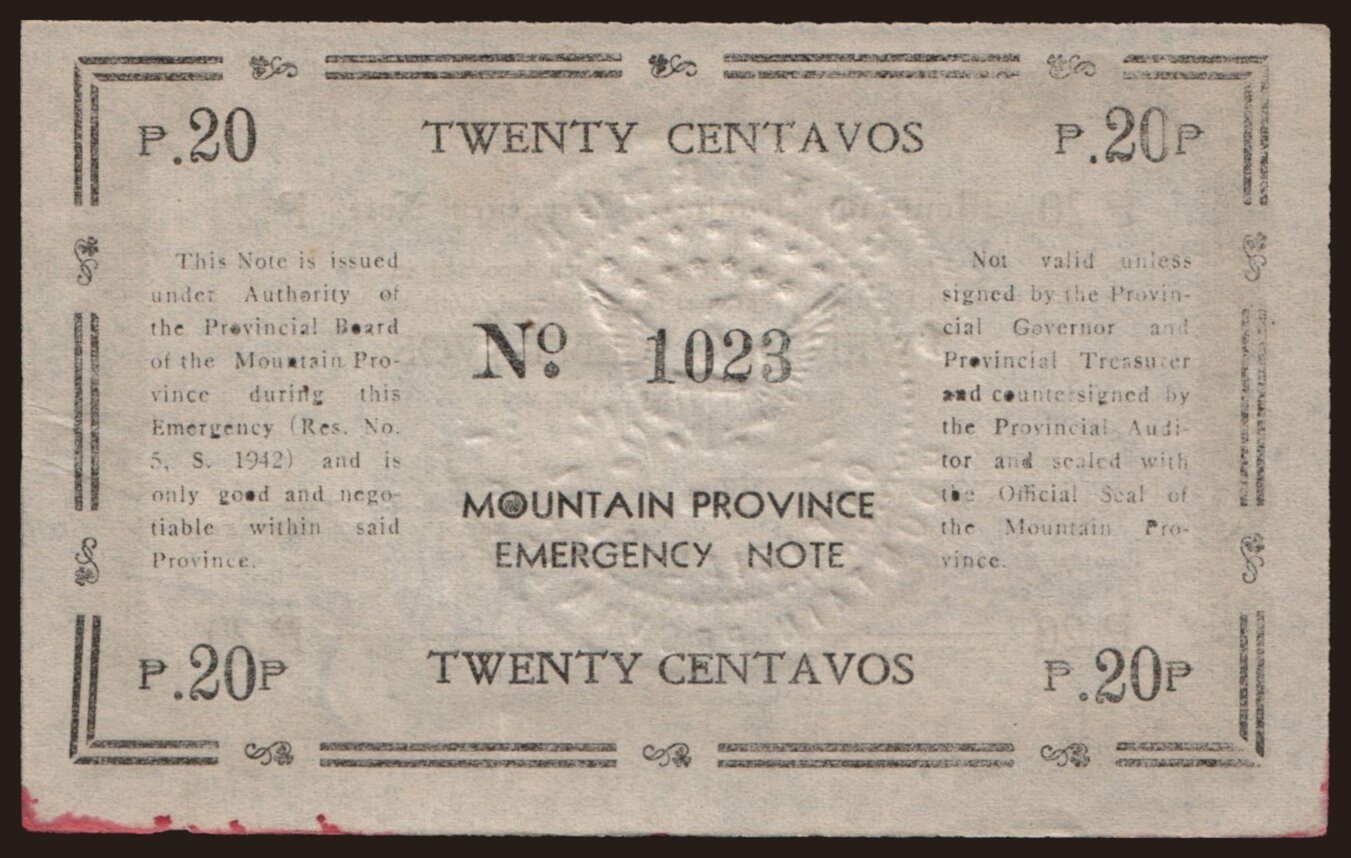 ₱.20 TWENTY CENTAVOS ₱.20₱
This Note is issued
under Authority of
the Provincial Board
of the Mountain Pro-
vince during this
Emergency (Res. No.
5, S. 1942) and is
only good and nego-
tiable within said
Province.
No. 1023
MOUNTAIN PROVINCE
EMERGENCY NOTE
Not valid unless
signed by the Provin-
cial Governor and
Provincial Treasurer
and countersigned by
the Provincial Audi-
tor and sealed with
the Official Seal of
the Mountain Pro-
vince.
₱.20₱ TWENTY CENTAVOS ₱.20₱